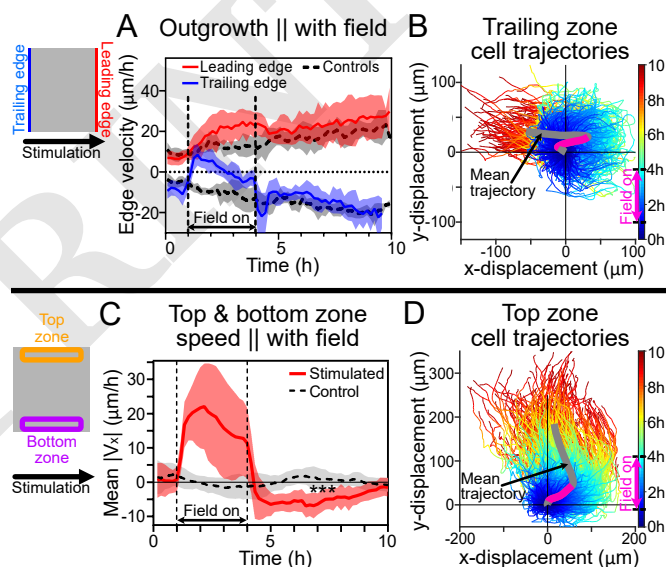 A
Outgrowth || with field
Trailing edge
Leading edge
Stimulation
Edge velocity (µm/h)
40
20
0
-20
Leading edge
Controls
Trailing edge
Field on
0
5
10
Time (h)
B
Trailing zone
cell trajectories
y-displacement (µm)
100
0
-100
Mean
trajectory
-100
0
100
x-displacement (µm)
10h
8h
6h
4h
2h
0h
Field on
C
Top & bottom zone
speed || with field
Top
zone
Bottom
zone
Stimulation
Mean |Vₓ| (µm/h)
30
20
10
0
-10
Stimulated
Control
***
Field on
0
5
10
Time (h)
D
Top zone
cell trajectories
y-displacement (µm)
300
200
100
0
Mean
trajectory
-200
0
200
x-displacement (µm)
10h
8h
6h
4h
2h
0h
Field on